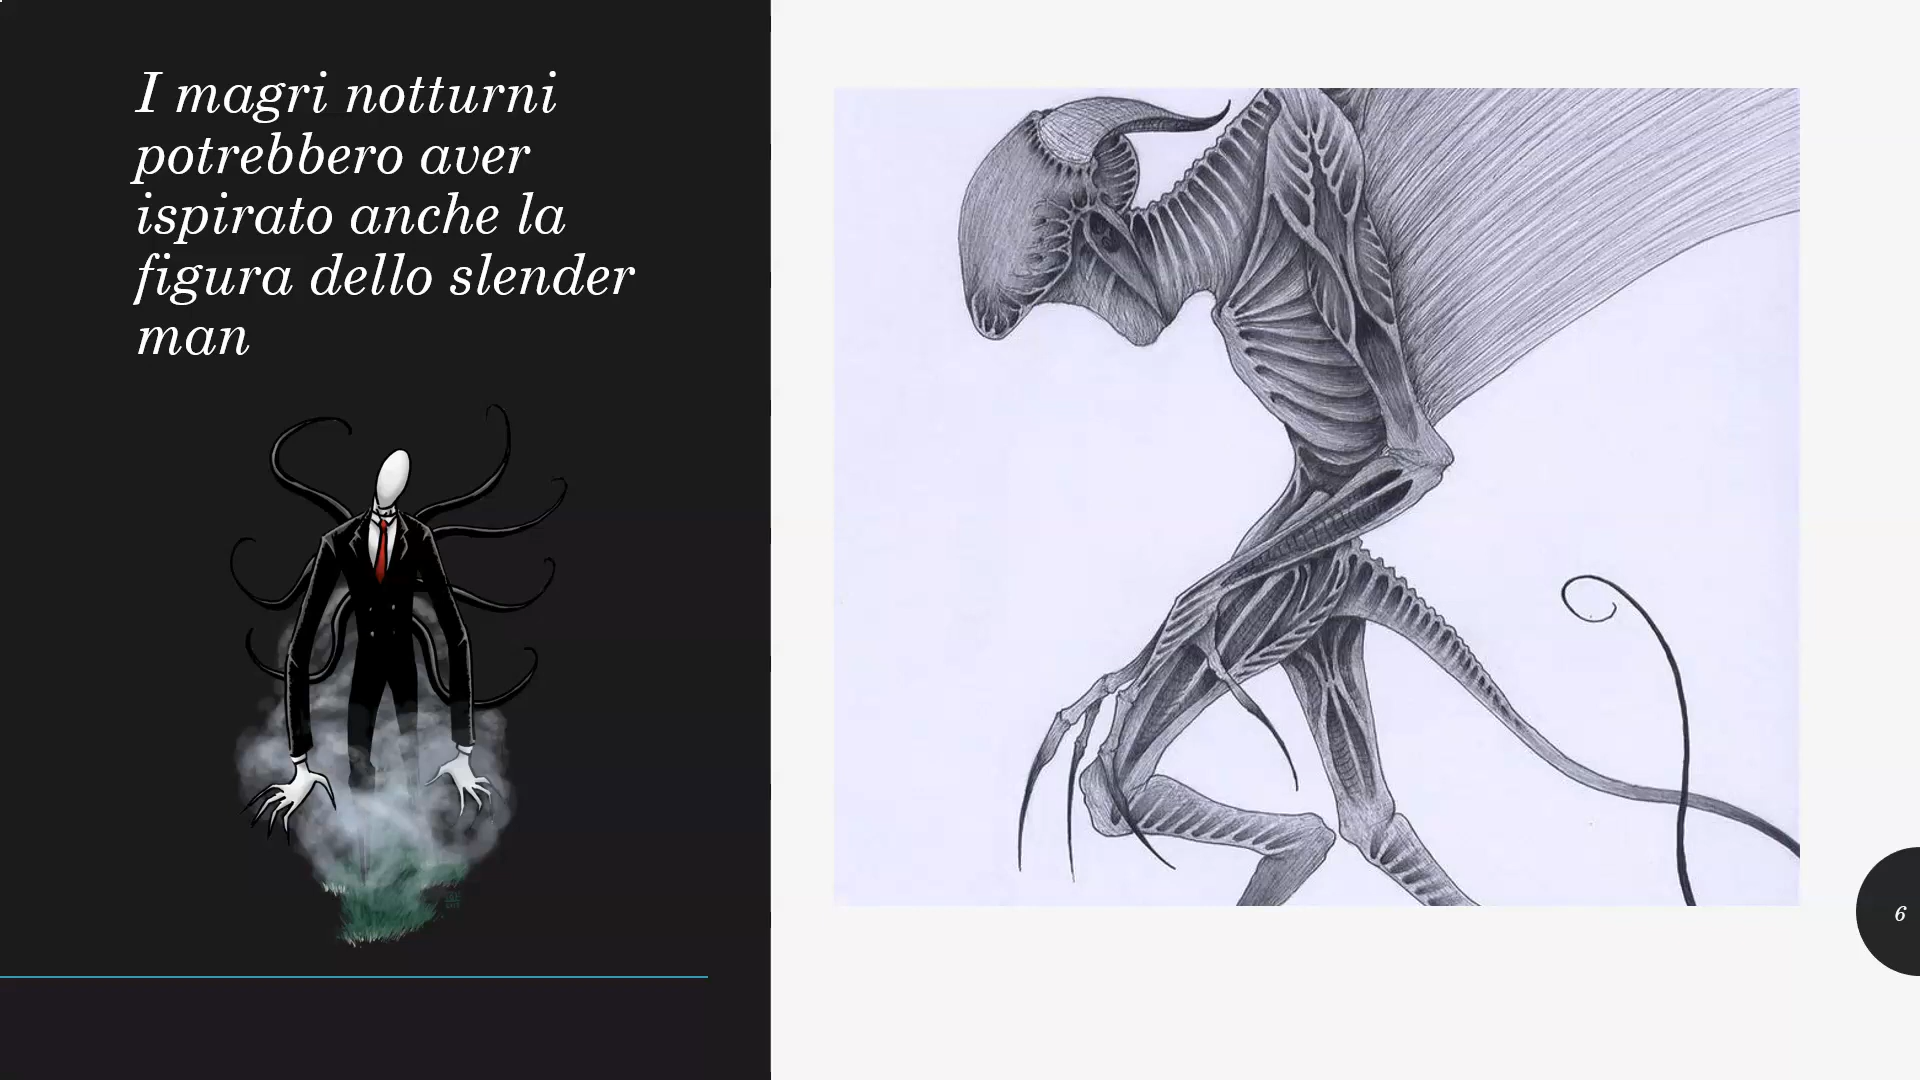 I magri notturni
potrebbero aver
ispirato anche la
figura dello slender
man
6